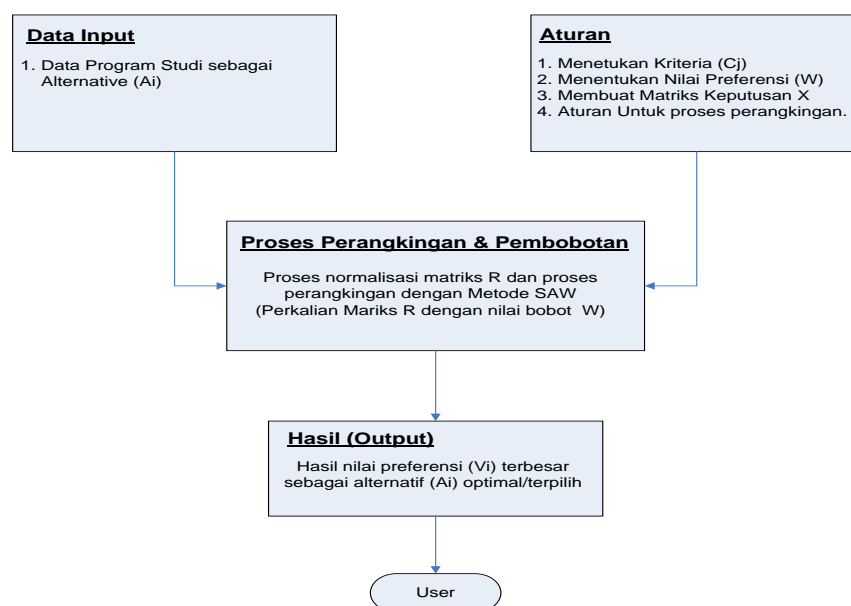 Data Input
1. Data Program Studi sebagai
Alternative (Ai)
Aturan
1. Menetukan Kriteria (Cj)
2. Menentukan Nilai Preferensi (W)
3. Membuat Matriks Keputusan X
4. Aturan Untuk proses perangkingan.
Proses Perangkingan & Pembobotan
Proses normalisasi matriks R dan proses
perangkingan dengan Metode SAW
(Perkalian Mariks R dengan nilai bobot W)
Hasil (Output)
Hasil nilai preferensi (Vi) terbesar
sebagai alternatif (Ai) optimal/terpilih
User